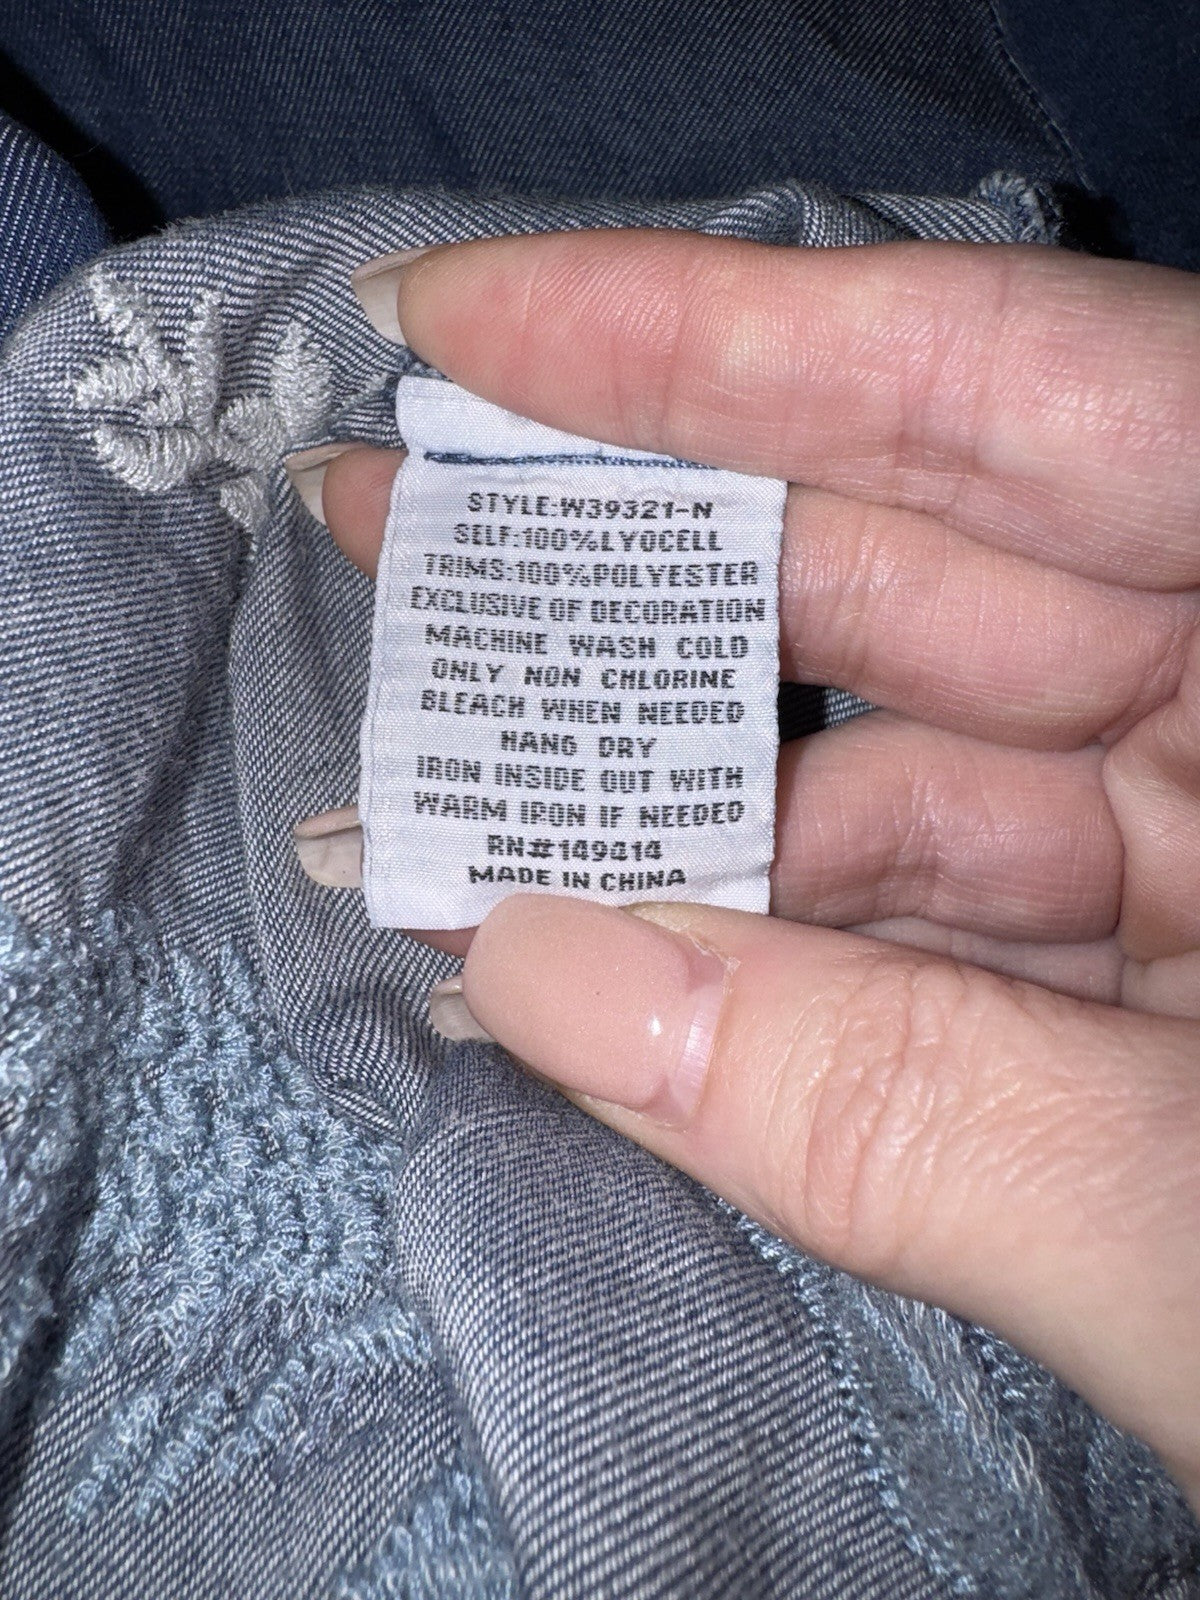 STYLE:W39321-N
SELF:100%LYOCELL
TRIMS:100%POLYESTER
EXCLUSIVE OF DECORATION
MACHINE WASH COLD
ONLY NON CHLORINE
BLEACH WHEN NEEDED
HANG DRY
IRON INSIDE OUT WITH
WARM IRON IF NEEDED
RN#149414
MADE IN CHINA